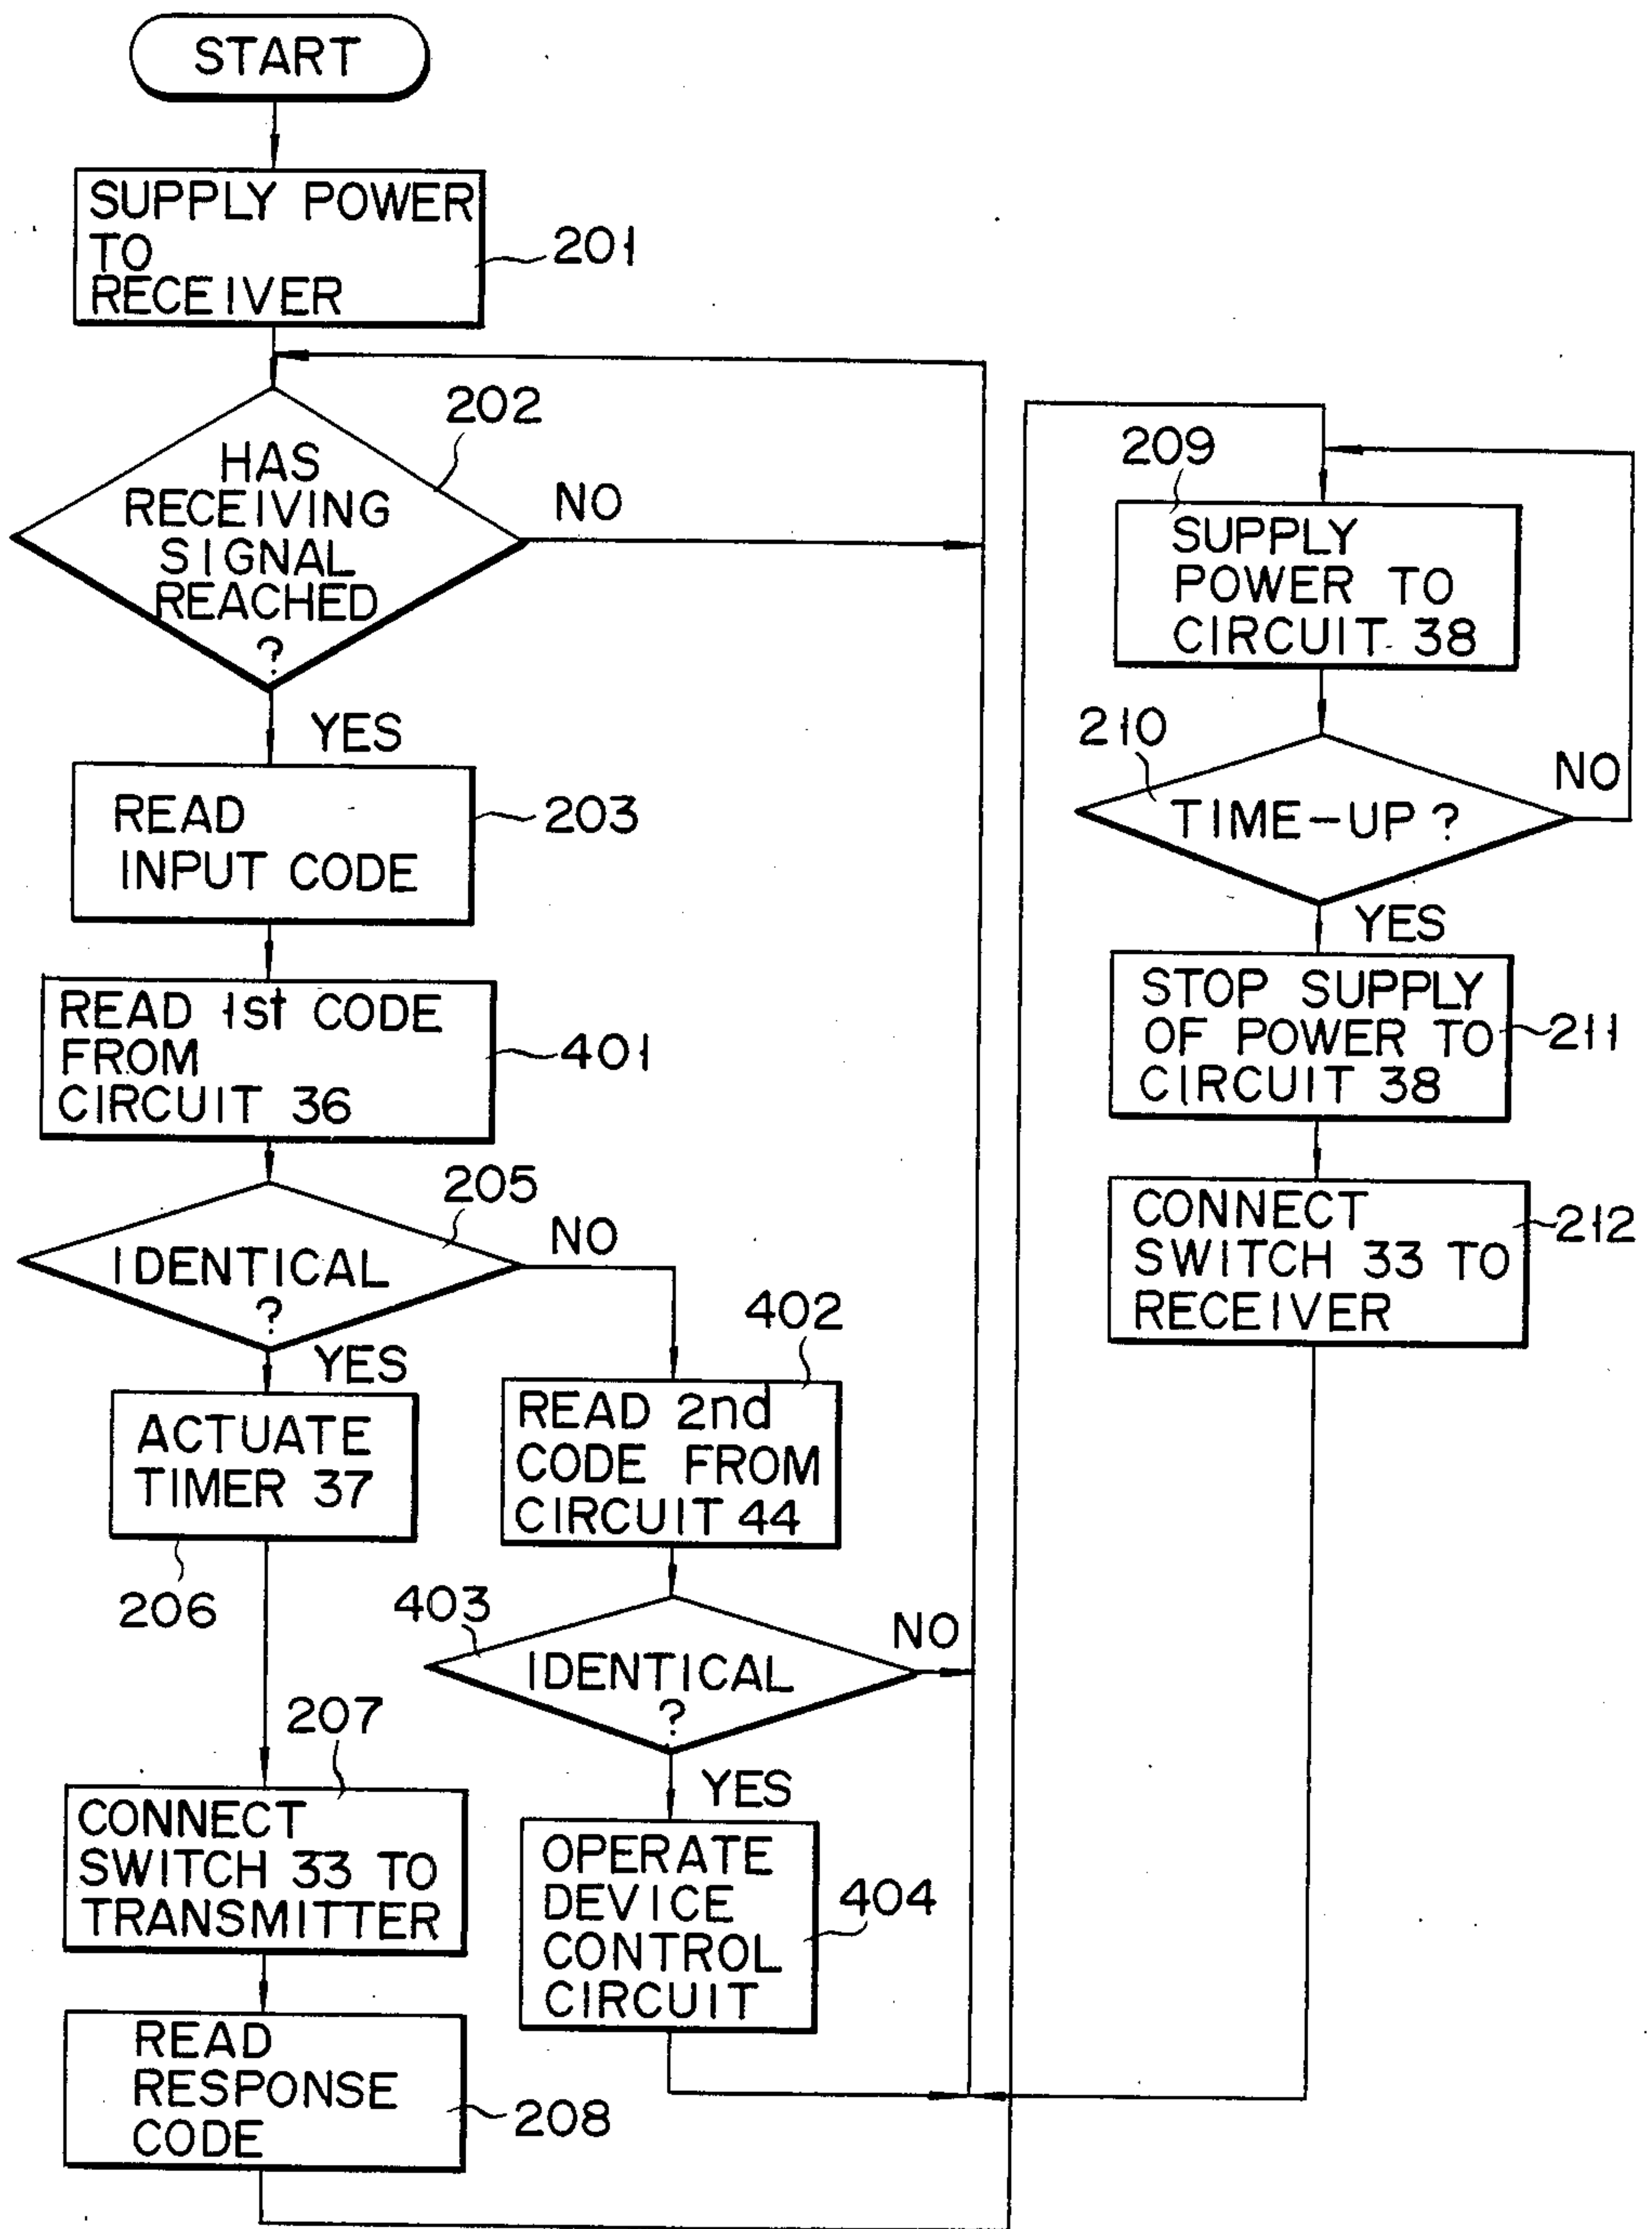 START
SUPPLY POWER
TO
RECEIVER
201
202
HAS
RECEIVING
SIGNAL
REACHED
?
NO
YES
READ
INPUT CODE
203
READ 1st CODE
FROM
CIRCUIT 36
401
205
IDENTICAL
?
NO
YES
ACTUATE
TIMER 37
206
402
READ 2nd
CODE FROM
CIRCUIT 44
403
IDENTICAL
?
NO
YES
207
CONNECT
SWITCH 33 TO
TRANSMITTER
OPERATE
DEVICE
CONTROL
CIRCUIT
404
READ
RESPONSE
CODE
208
209
SUPPLY
POWER TO
CIRCUIT 38
210
TIME-UP ?
NO
YES
STOP SUPPLY
OF POWER TO
CIRCUIT 38
211
CONNECT
SWITCH 33 TO
RECEIVER
212